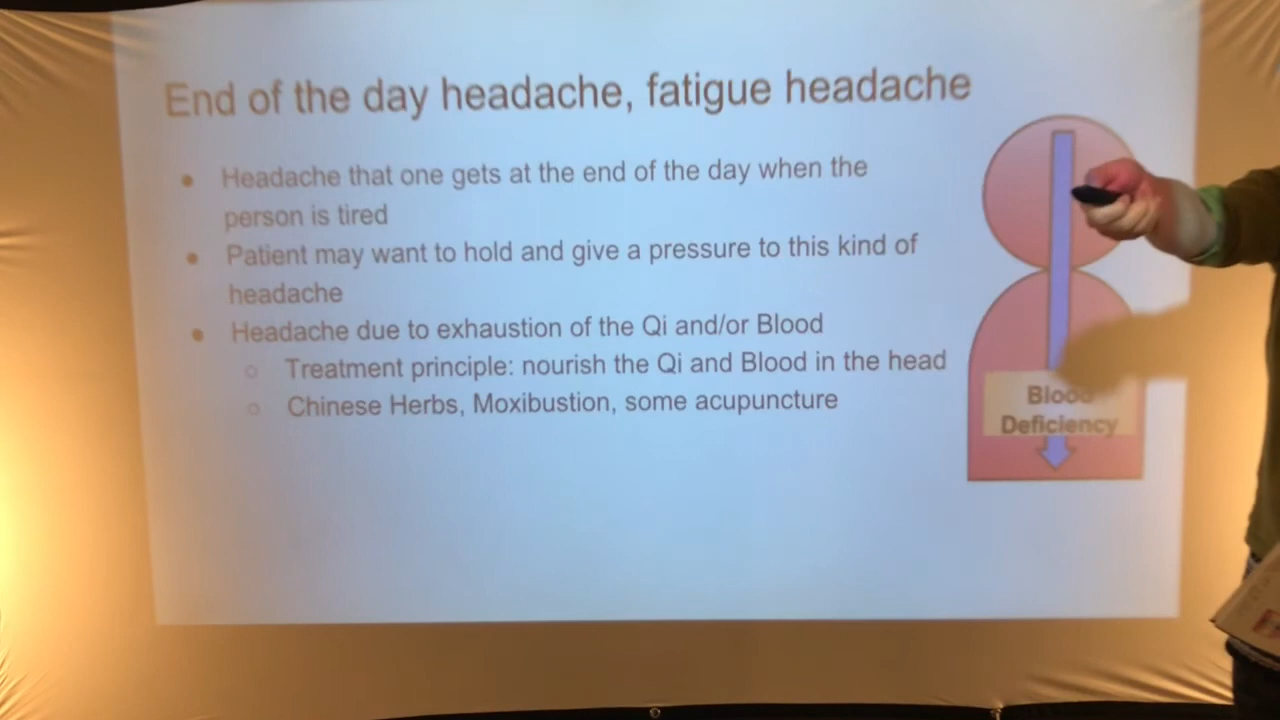 End of the day headache, fatigue headache
Headache that one gets at the end of the day when the
person is tired
Patient may want to hold and give a pressure to this kind of
headache
Headache due to exhaustion of the Qi and/or Blood
Treatment principle: nourish the Qi and Blood in the head
Chinese Herbs, Moxibustion, some acupuncture
Blood
Deficiency